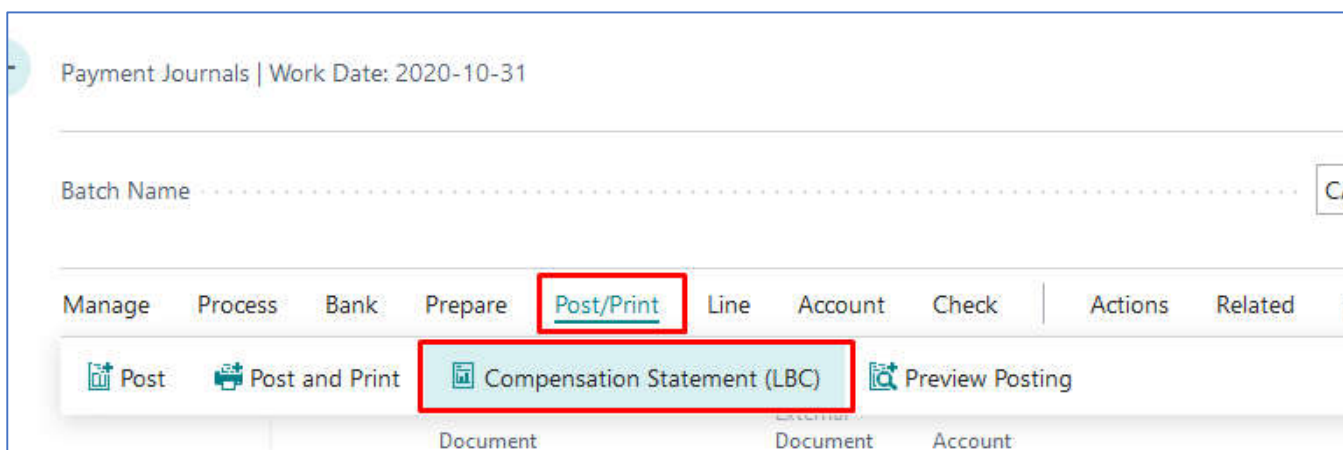 Payment Journals | Work Date: 2020-10-31
Batch Name
Manage Process Bank Prepare Post/Print Line Account Check Actions Related
Post Post and Print Compensation Statement (LBC) Preview Posting
External
Document Document Account